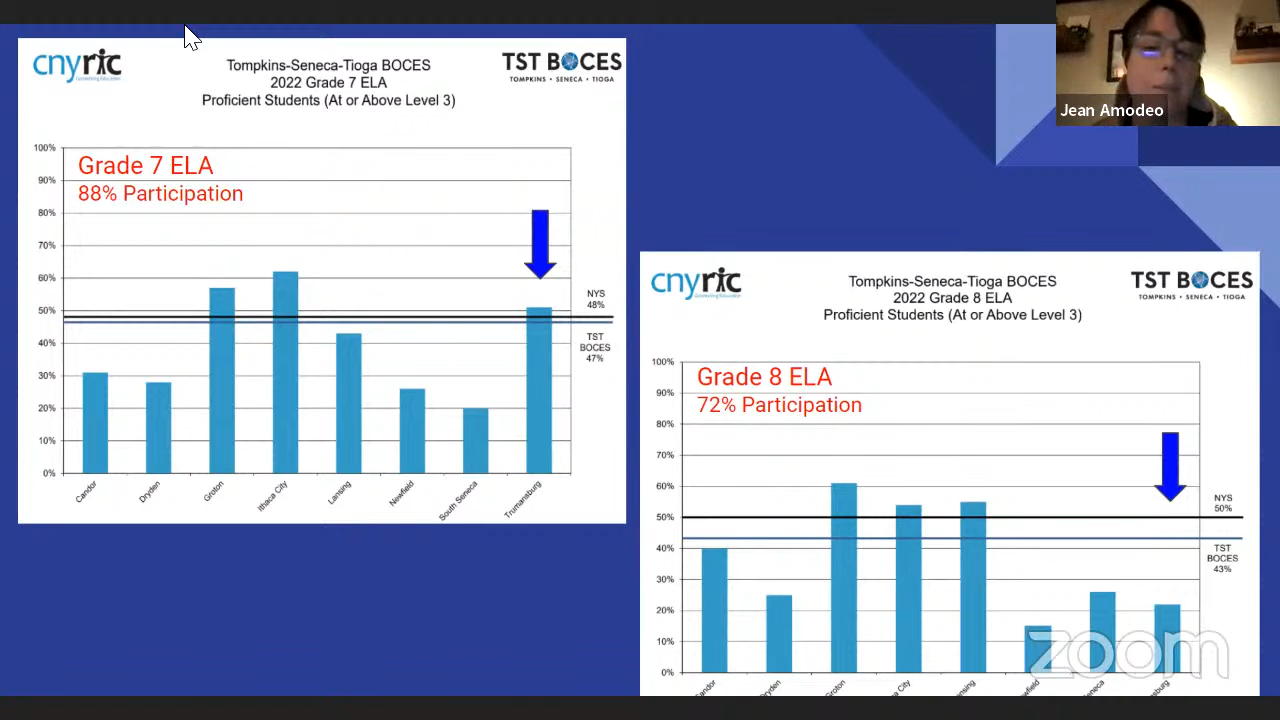 cnyric
TST BOCES
TOMPKINS • SENECA • TIOGA
Tompkins-Seneca-Tioga BOCES
2022 Grade 7 ELA
Proficient Students (At or Above Level 3)
Grade 7 ELA
88% Participation
100%
90%
80%
70%
60%
50%
40%
30%
20%
10%
0%
NYS
48%
TST
BOCES
47%
Candor
Dryden
Groton
Ithaca City
Lansing
Newfield
South Seneca
Trumansburg
Jean Amodeo
cnyric
TST BOCES
TOMPKINS • SENECA • TIOGA
Tompkins-Seneca-Tioga BOCES
2022 Grade 8 ELA
Proficient Students (At or Above Level 3)
Grade 8 ELA
72% Participation
100%
90%
80%
70%
60%
50%
40%
30%
20%
10%
0%
NYS
50%
TST
BOCES
43%
zoom